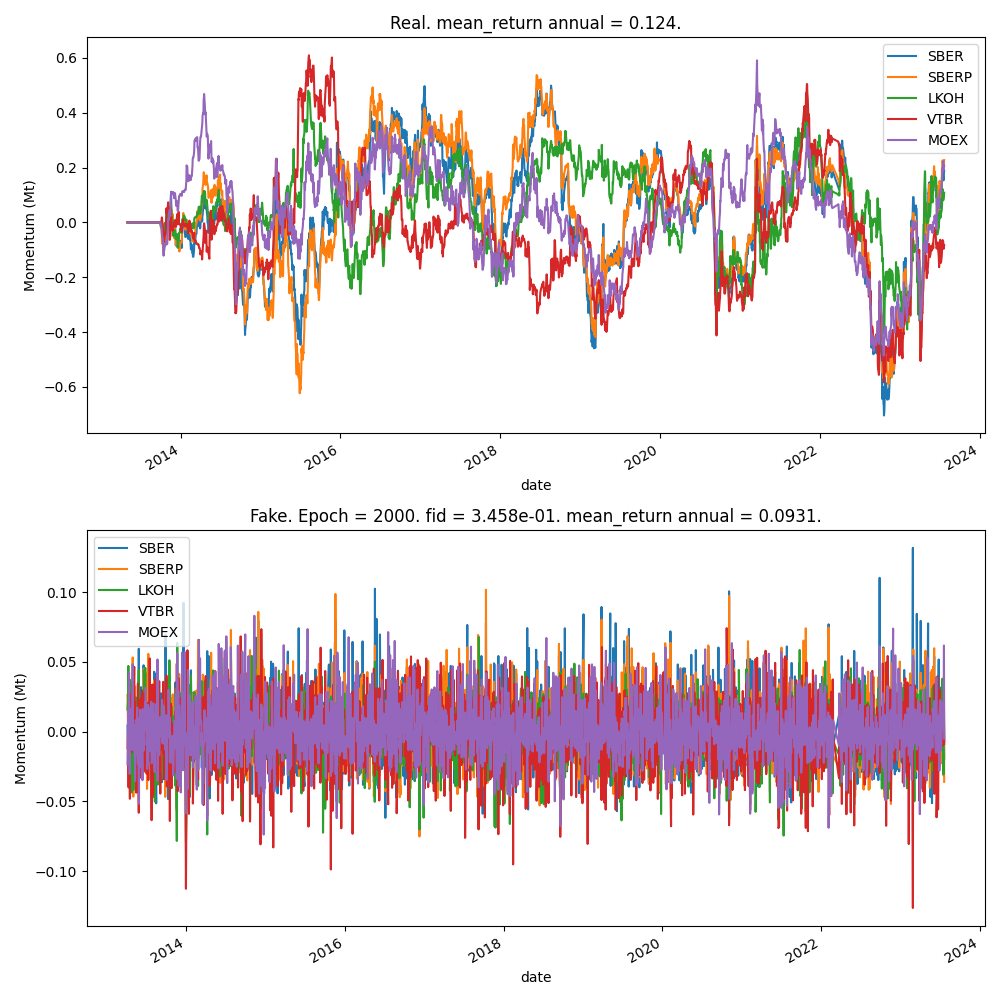 Real. mean_return annual = 0.124.
Momentum (Mt)
0.6
0.4
0.2
0.0
−0.2
−0.4
−0.6
SBER
SBERP
LKOH
VTBR
MOEX
2014
2016
2018
2020
2022
2024
date
Fake. Epoch = 2000. fid = 3.458e-01. mean_return annual = 0.0931.
Momentum (Mt)
0.10
0.05
0.00
−0.05
−0.10
SBER
SBERP
LKOH
VTBR
MOEX
2014
2016
2018
2020
2022
2024
date